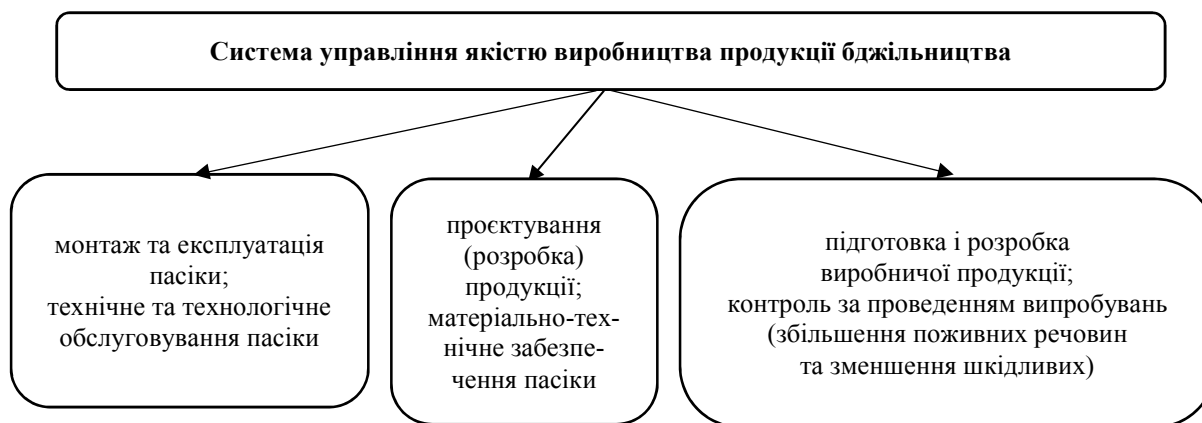 Система управління якістю виробництва продукції бджільництва
монтаж та експлуатація
пасіки;
технічне та технологічне
обслуговування пасіки
проєктування
(розробка)
продукції;
матеріально-тех-
нічне забезпе-
чення пасіки
підготовка і розробка
виробничої продукції;
контроль за проведенням випробувань
(збільшення поживних речовин
та зменшення шкідливих)